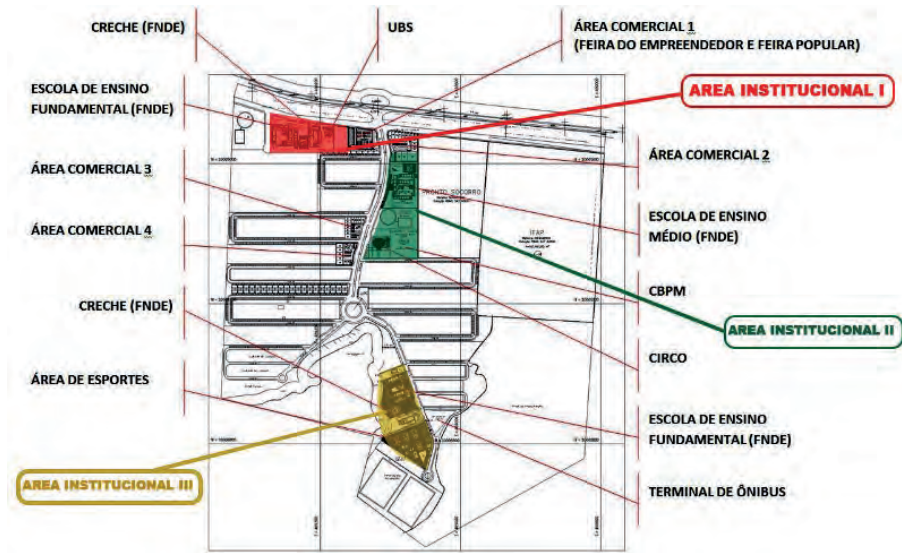 CRECHE (FNDE)
UBS
ÁREA COMERCIAL 1
(FEIRA DO EMPREENDEDOR E FEIRA POPULAR)
ESCOLA DE ENSINO
FUNDAMENTAL (FNDE)
AREA INSTITUCIONAL I
ÁREA COMERCIAL 3
ÁREA COMERCIAL 2
PRONTO SOCORRO
ÁREA COMERCIAL 4
ESCOLA DE ENSINO
MÉDIO (FNDE)
CRECHE (FNDE)
CBPM
AREA INSTITUCIONAL II
ÁREA DE ESPORTES
CIRCO
ESCOLA DE ENSINO
FUNDAMENTAL (FNDE)
AREA INSTITUCIONAL III
TERMINAL DE ÔNIBUS